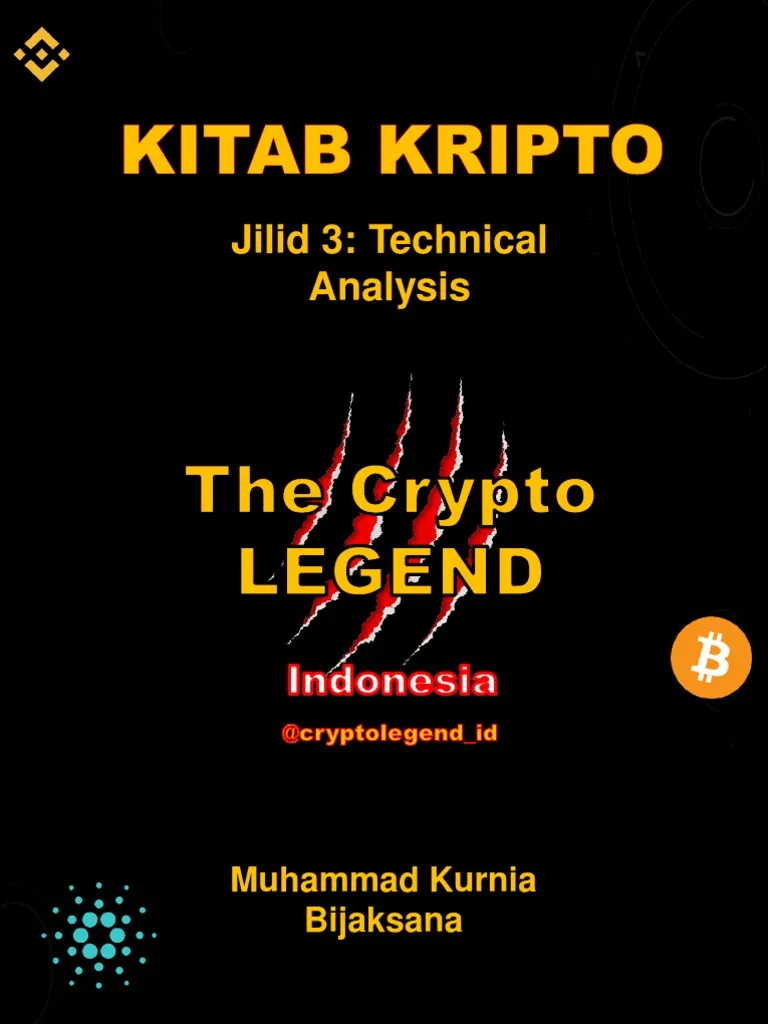 KITAB KRIPTO
Jilid 3: Technical
Analysis
The Crypto
LEGEND
Indonesia
@cryptolegend_id
Muhammad Kurnia
Bijaksana